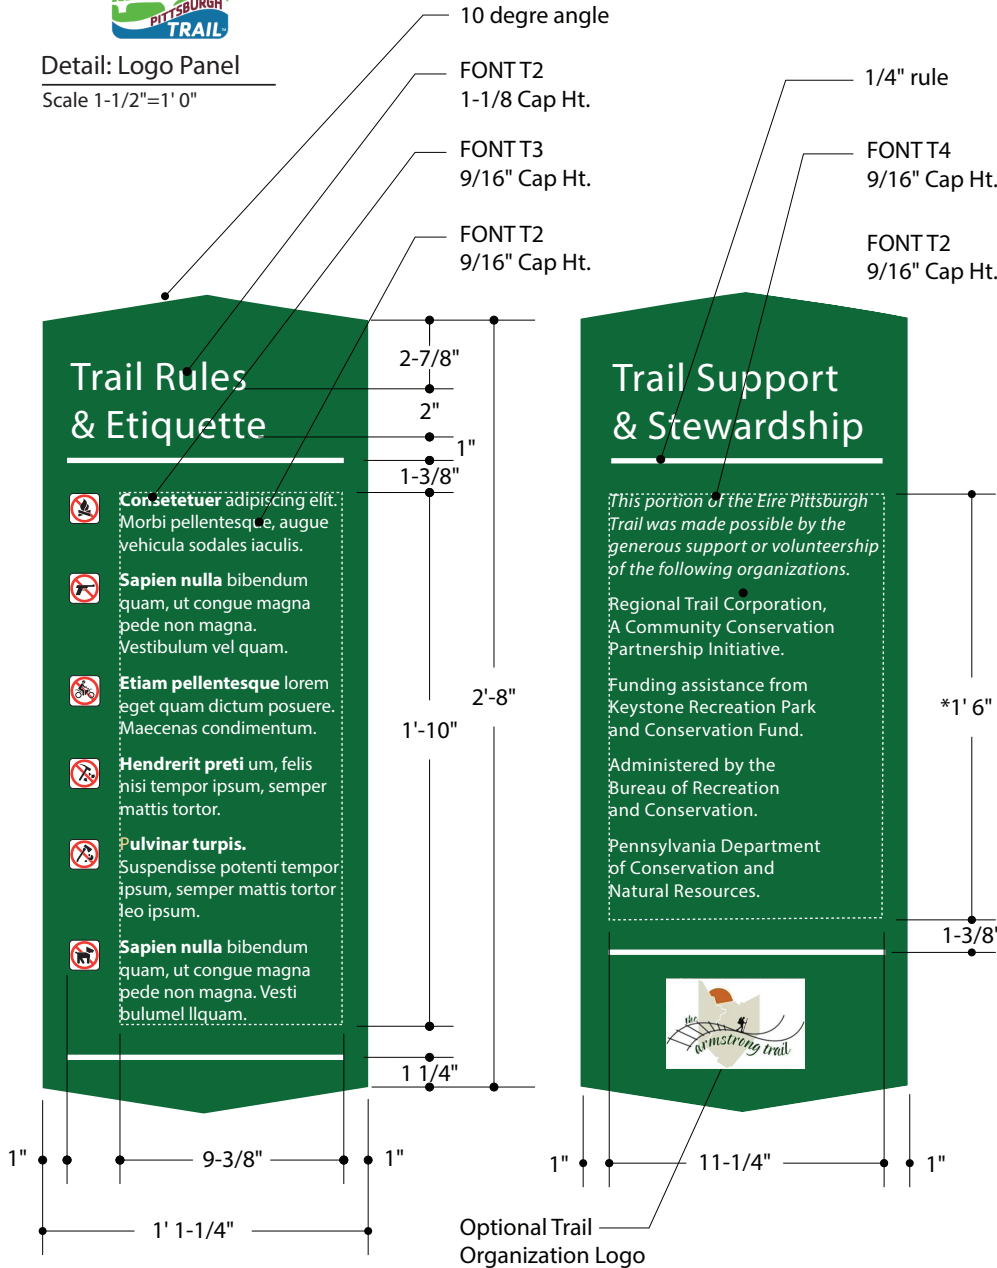 PITTSBURGH
TRAIL
Detail: Logo Panel
Scale 1-1/2"=1' 0"
10 degre angle
FONT T2
1-1/8 Cap Ht.
FONT T3
9/16" Cap Ht.
FONT T2
9/16" Cap Ht.
1/4" rule
FONT T4
9/16" Cap Ht.
FONT T2
9/16" Cap Ht.
Trail Rules
& Etiquette
Consetetuer adipiscing elit.
Morbi pellentesque, augue
vehicula sodales iaculis.
Sapien nulla bibendum
quam, ut congue magna
pede non magna.
Vestibulum vel quam.
Etiam pellentesque lorem
eget quam dictum posuere.
Maecenas condimentum.
Hendrerit preti um, felis
nisi tempor ipsum, semper
mattis tortor.
Pulvinar turpis.
Suspendisse potenti tempor
ipsum, semper mattis tortor
leo ipsum.
Sapien nulla bibendum
quam, ut congue magna
pede non magna. Vesti
bulumel llquam.
2-7/8"
2"
1"
1-3/8"
1'-10"
2'-8"
1 1/4"
1"
9-3/8"
1"
1' 1-1/4"
Trail Support
& Stewardship
This portion of the Eire Pittsburgh
Trail was made possible by the
generous support or volunteership
of the following organizations.
Regional Trail Corporation,
A Community Conservation
Partnership Initiative.
Funding assistance from
Keystone Recreation Park
and Conservation Fund.
Administered by the
Bureau of Recreation
and Conservation.
Pennsylvania Department
of Conservation and
Natural Resources.
the
armstrong trail
*1' 6"
1-3/8"
1"
11-1/4"
1"
Optional Trail
Organization Logo